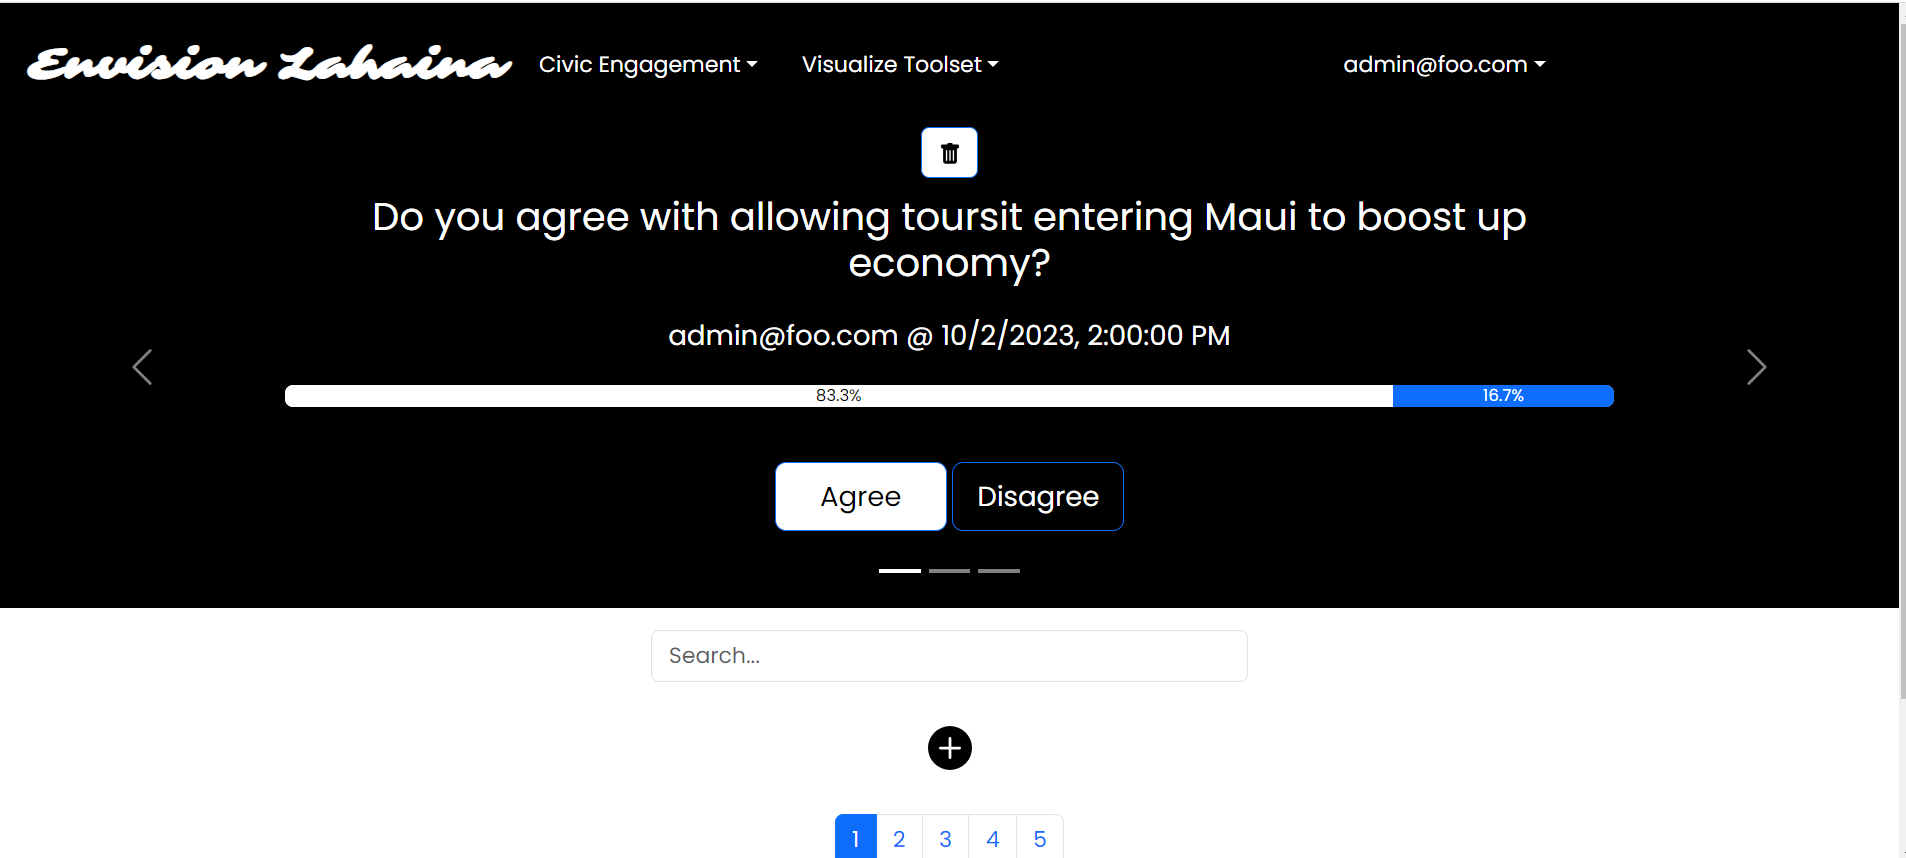 Envision Lahaina
Civic Engagement
Visualize Toolset
admin@foo.com
Do you agree with allowing toursit entering Maui to boost up
economy?
admin@foo.com @ 10/2/2023, 2:00:00 PM
83.3%
16.7%
Agree
Disagree
Search...
1 2 3 4 5